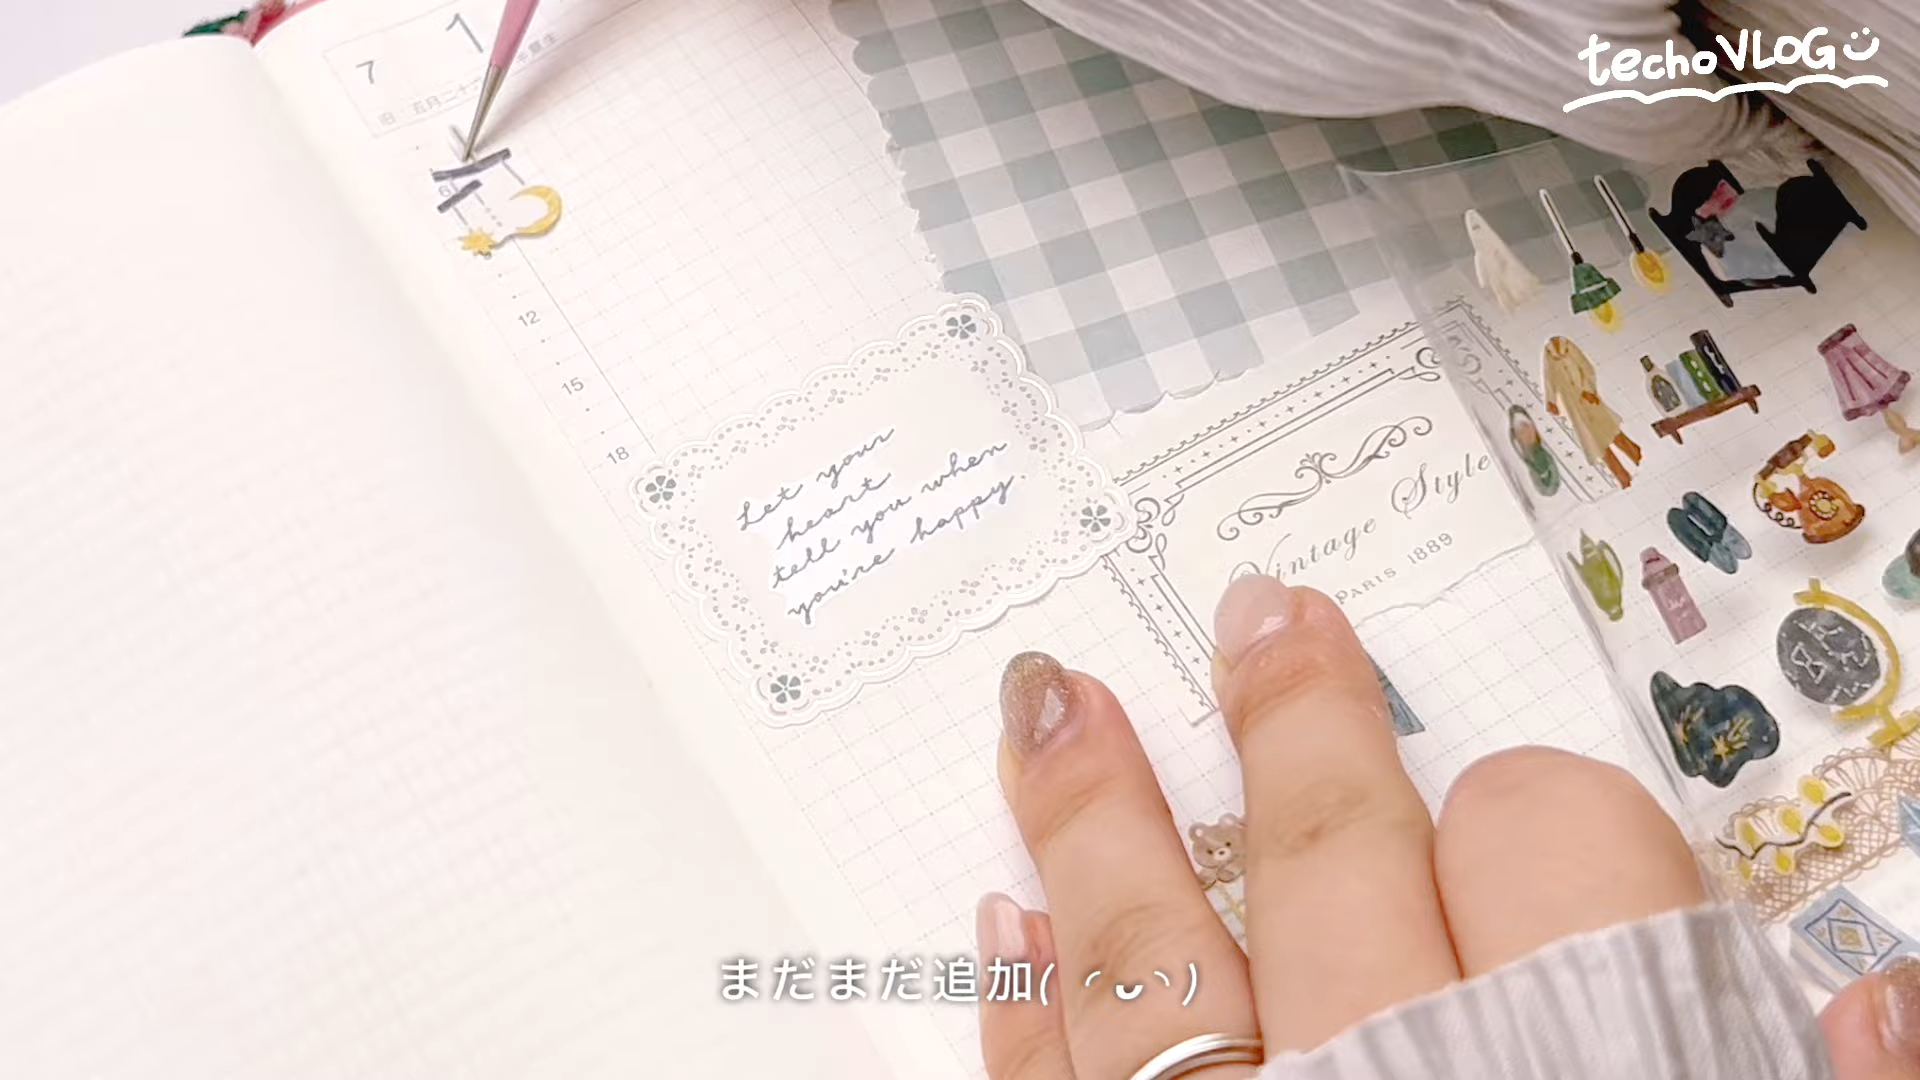 techoVLOG
7
1
6
12
15
18
Let your
heart
tell you when
you're happy.
Vintage Style
PARIS 1889
まだまだ追加( ◜ᴗ◝ )